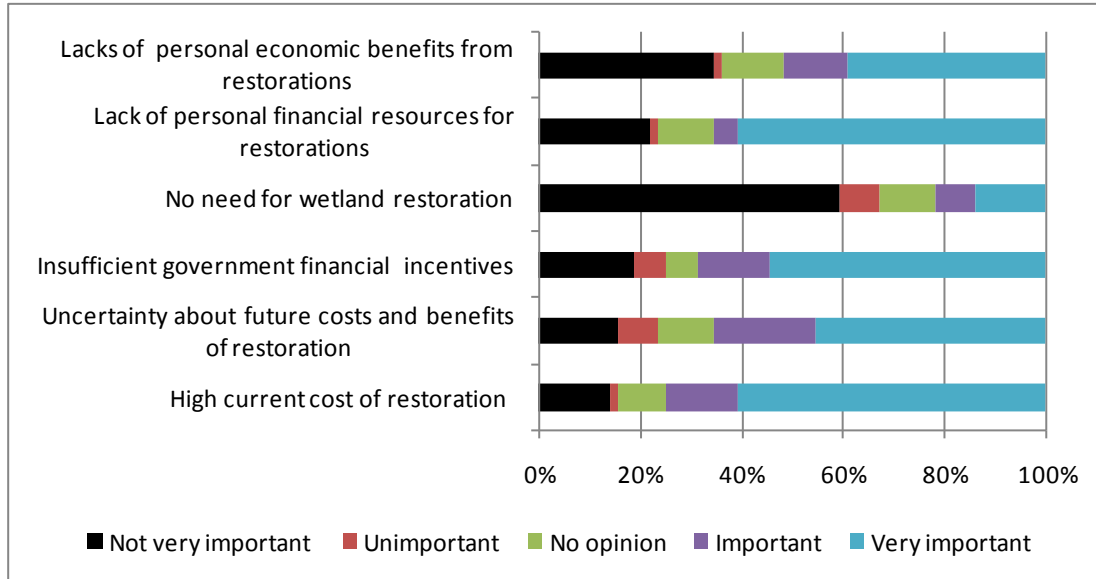 Lacks of personal economic benefits from
restorations
Lack of personal financial resources for
restorations
No need for wetland restoration
Insufficient government financial incentives
Uncertainty about future costs and benefits
of restoration
High current cost of restoration
0% 20% 40% 60% 80% 100%
Not very important Unimportant No opinion Important Very important